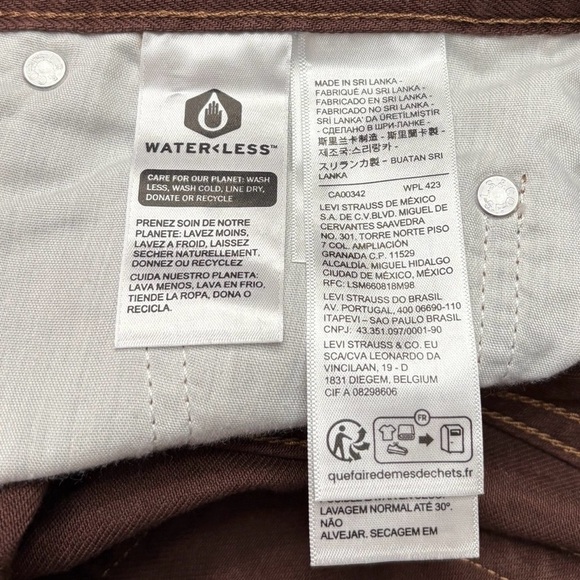 WATER<LESS™
CARE FOR OUR PLANET: WASH
LESS, WASH COLD, LINE DRY,
DONATE OR RECYCLE
PRENEZ SOIN DE NOTRE
PLANETE: LAVEZ MOINS,
LAVEZ A FROID, LAISSEZ
SECHER NATURELLEMENT.
DONNEZ OU RECYCLEZ
CUIDA NUESTRO PLANETA:
LAVA MENOS, LAVA EN FRIO,
TIENDE LA ROPA, DONA O
RECICLA.
MADE IN SRI LANKA -
FABRIQUÉ AU SRI LANKA -
FABRICADO EN SRI LANKA -
FABRICADO NO SRI LANKA -
SRİ LANKA' DA ÜRETİLMİŞTİR
- СДЕЛАНО В ШРИ-ЛАНКЕ -
斯里兰卡制造 - 斯里蘭卡製 -
제조국:스리랑카 -
スリランカ製 - BUATAN SRI
LANKA
CA00342 WPL 423
LEVI STRAUSS DE MÉXICO
S.A. DE C.V.BLVD. MIGUEL DE
CERVANTES SAAVEDRA
NO. 301, TORRE NORTE PISO
7 COL. AMPLIACIÓN
GRANADA C.P. 11529
ALCALDÍA. MIGUEL HIDALGO
CIUDAD DE MÉXICO, MÉXICO
RFC: LSM660818M98
LEVI STRAUSS DO BRASIL
AV. PORTUGAL, 400 06690-110
ITAPEVI – SAO PAULO BRASIL
CNPJ: 43.351.097/0001-90
LEVI STRAUSS & CO. EU
SCA/CVA LEONARDO DA
VINCILAAN, 19 - D
1831 DIEGEM, BELGIUM
CIF A 08298606
FR
quefairedemesdechets.fr
LAVAGEM NORMAL ATÉ 30°.
NÃO
ALVEJAR. SECAGEM EM